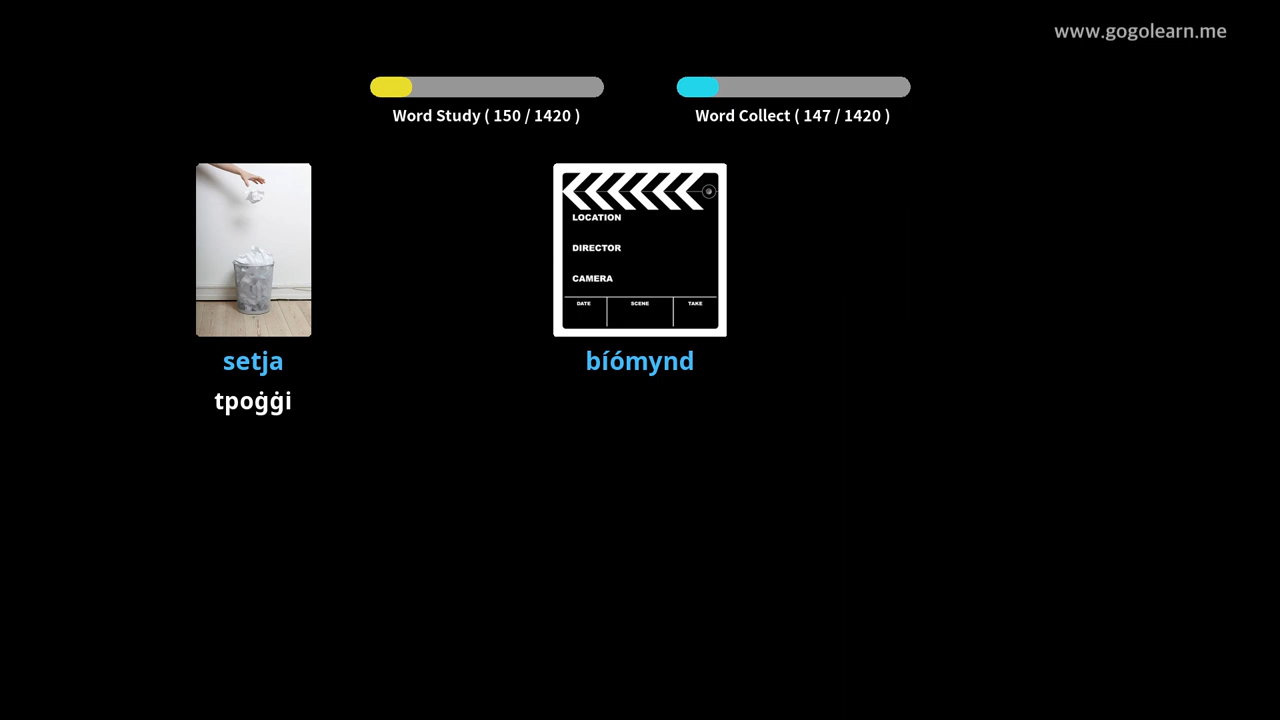 www.gogolearn.me
Word Study ( 150 / 1420 )
Word Collect ( 147 / 1420 )
LOCATION
DIRECTOR
CAMERA
DATE SCENE TAKE
setja
bíómynd
tpoġġi